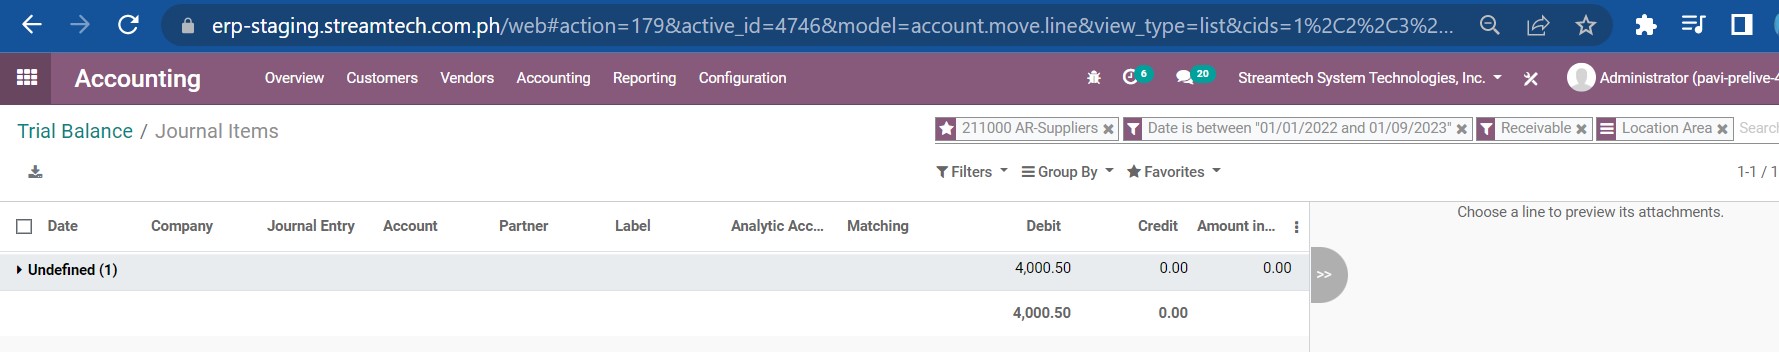 erp-staging.streamtech.com.ph/web#action=179&active_id=4746&model=account.move.line&view_type=list&cids=1%2C2%2C3%2...
Accounting Overview Customers Vendors Accounting Reporting Configuration 6 20 Streamtech System Technologies, Inc. Administrator (pavi-prelive-4
Trial Balance / Journal Items 211000 AR-Suppliers × Date is between "01/01/2022 and 01/09/2023" × Receivable × Location Area × Searc
Filters Group By Favorites 1-1 / 1
Date Company Journal Entry Account Partner Label Analytic Acc... Matching Debit Credit Amount in... Choose a line to preview its attachments.
Undefined (1) 4,000.50 0.00 0.00 >>
4,000.50 0.00